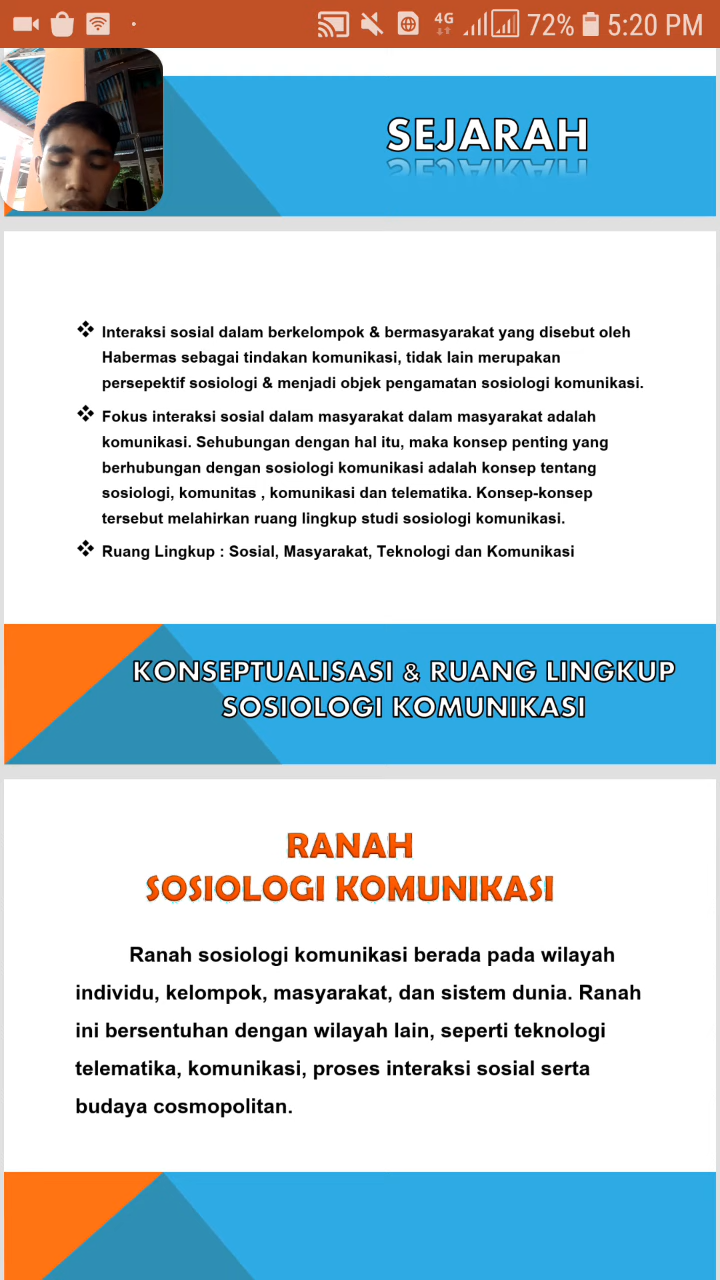 4G 72% 5:20 PM
SEJARAH
Interaksi sosial dalam berkelompok & bermasyarakat yang disebut oleh
Habermas sebagai tindakan komunikasi, tidak lain merupakan
persepektif sosiologi & menjadi objek pengamatan sosiologi komunikasi.
Fokus interaksi sosial dalam masyarakat dalam masyarakat adalah
komunikasi. Sehubungan dengan hal itu, maka konsep penting yang
berhubungan dengan sosiologi komunikasi adalah konsep tentang
sosiologi, komunitas , komunikasi dan telematika. Konsep-konsep
tersebut melahirkan ruang lingkup studi sosiologi komunikasi.
Ruang Lingkup : Sosial, Masyarakat, Teknologi dan Komunikasi
KONSEPTUALISASI & RUANG LINGKUP
SOSIOLOGI KOMUNIKASI
RANAH
SOSIOLOGI KOMUNIKASI
Ranah sosiologi komunikasi berada pada wilayah
individu, kelompok, masyarakat, dan sistem dunia. Ranah
ini bersentuhan dengan wilayah lain, seperti teknologi
telematika, komunikasi, proses interaksi sosial serta
budaya cosmopolitan.